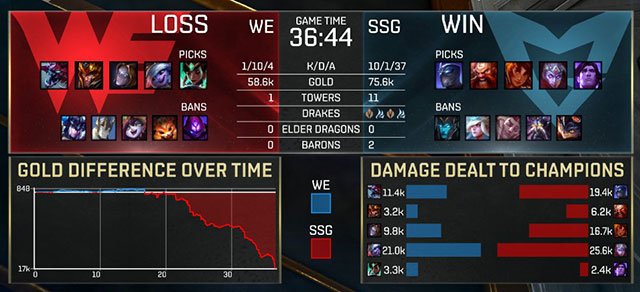 LOSS WE GAME TIME SSG WIN
36:44
PICKS PICKS
1/10/4 K/D/A 10/1/37
58.6k GOLD 75.6k
1 TOWERS 11
BANS DRAKES BANS
0 ELDER DRAGONS 0
0 BARONS 2
GOLD DIFFERENCE OVER TIME
848
17k
0 10 20 30
WE
SSG
DAMAGE DEALT TO CHAMPIONS
11.4k 19.4k
3.2k 6.2k
9.8k 16.7k
21.0k 25.6k
3.3k 2.4k